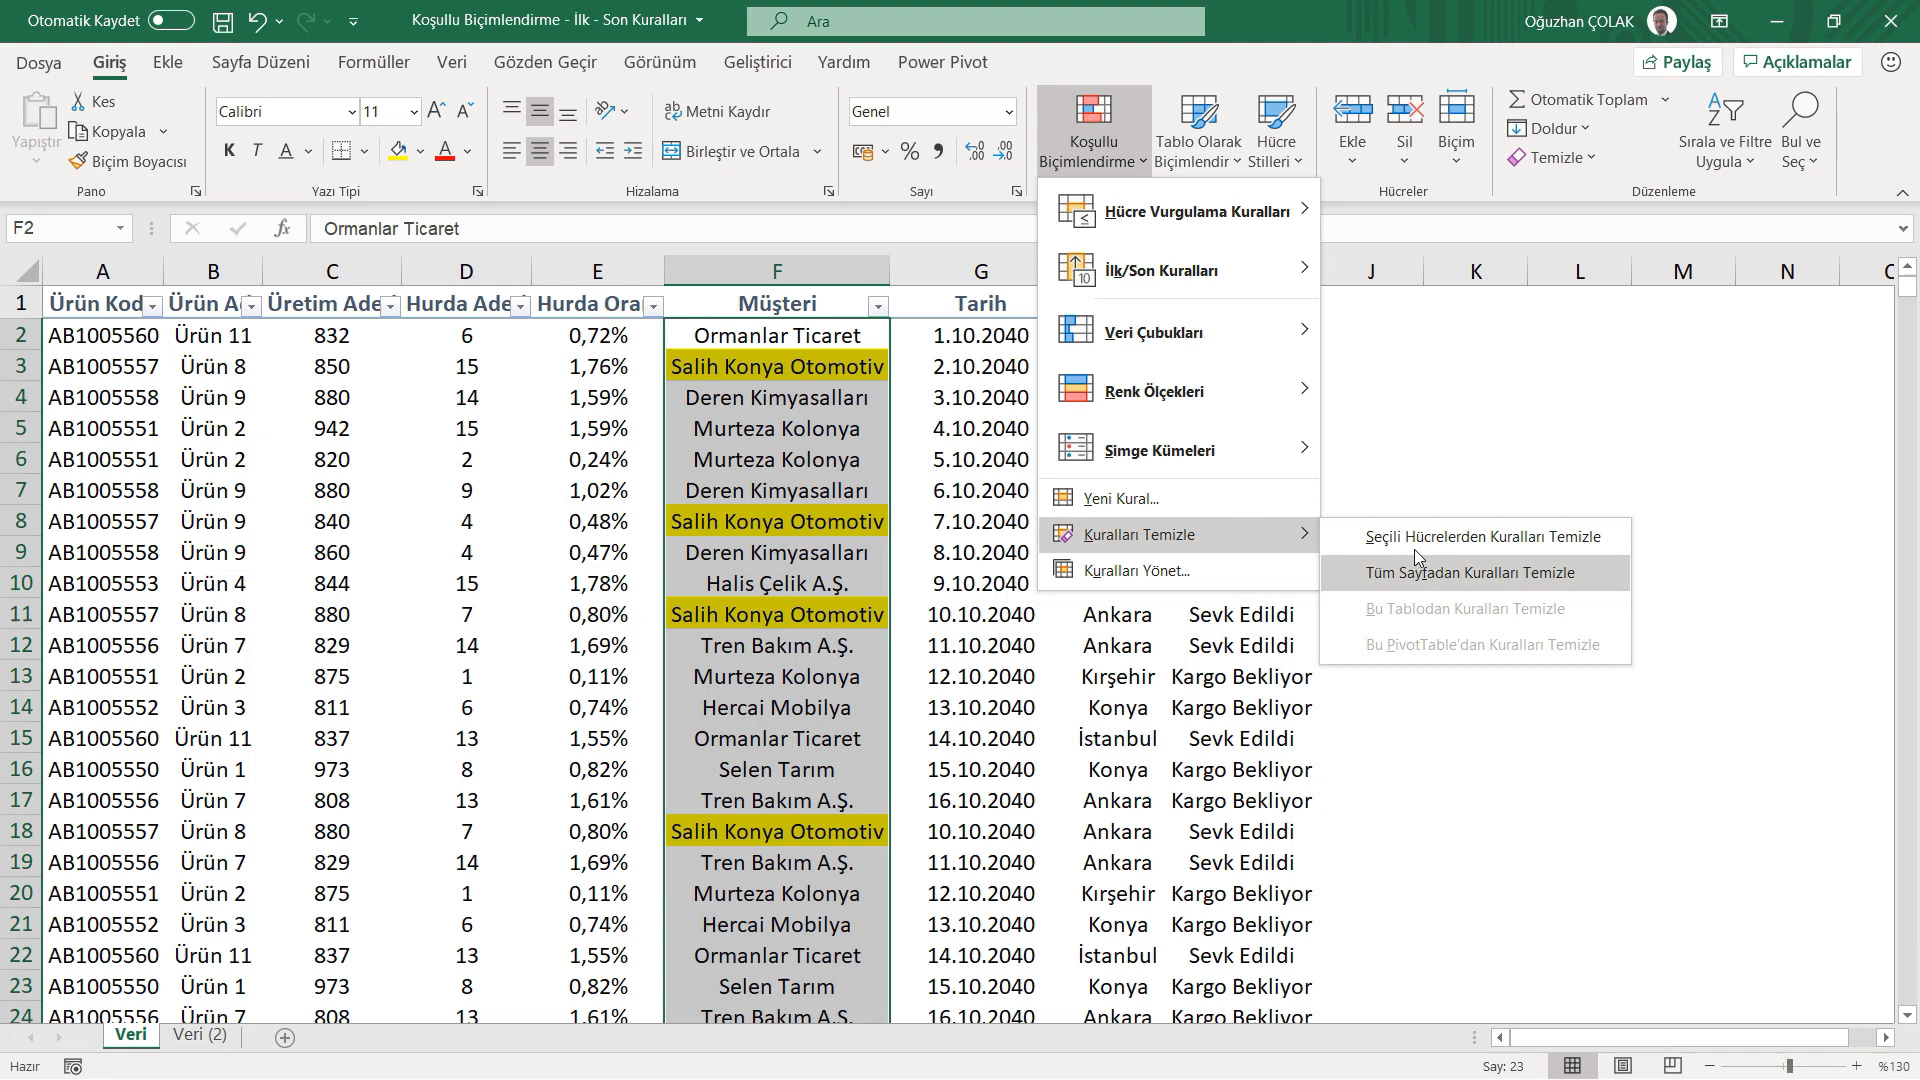 Otomatik Kaydet
Koşullu Biçimlendirme - İlk - Son Kuralları
Ara
Oğuzhan ÇOLAK
Dosya Giriş Ekle Sayfa Düzeni Formüller Veri Gözden Geçir Görünüm Geliştirici Yardım Power Pivot
Paylaş Açıklamalar
Yapıştır
Kes
Kopyala
Biçim Boyacısı
Pano
Calibri 11
K T A
Yazı Tipi
Metni Kaydır
Birleştir ve Ortala
Hizalama
Genel
Sayı
Koşullu Biçimlendirme
Tablo Olarak Biçimlendir
Hücre Stilleri
Ekle Sil Biçim
Hücreler
Otomatik Toplam
Doldur
Temizle
Sırala ve Filtre Uygula
Bul ve Seç
Düzenleme
F2
fx
Ormanlar Ticaret
Hücre Vurgulama Kuralları
İlk/Son Kuralları
Veri Çubukları
Renk Ölçekleri
Simge Kümeleri
Yeni Kural...
Kuralları Temizle
Kuralları Yönet...
Seçili Hücrelerden Kuralları Temizle
Tüm Sayfadan Kuralları Temizle
Bu Tablodan Kuralları Temizle
Bu PivotTable'dan Kuralları Temizle
A B C D E F G J K L M N
1 Ürün Kod Ürün A Üretim Ade Hurda Ade Hurda Ora Müşteri Tarih
2 AB1005560 Ürün 11 832 6 0,72% Ormanlar Ticaret 1.10.2040
3 AB1005557 Ürün 8 850 15 1,76% Salih Konya Otomotiv 2.10.2040
4 AB1005558 Ürün 9 880 14 1,59% Deren Kimyasalları 3.10.2040
5 AB1005551 Ürün 2 942 15 1,59% Murteza Kolonya 4.10.2040
6 AB1005551 Ürün 2 820 2 0,24% Murteza Kolonya 5.10.2040
7 AB1005558 Ürün 9 880 9 1,02% Deren Kimyasalları 6.10.2040
8 AB1005557 Ürün 9 840 4 0,48% Salih Konya Otomotiv 7.10.2040
9 AB1005558 Ürün 9 860 4 0,47% Deren Kimyasalları 8.10.2040
10 AB1005553 Ürün 4 844 15 1,78% Halis Çelik A.Ş. 9.10.2040
11 AB1005557 Ürün 8 880 7 0,80% Salih Konya Otomotiv 10.10.2040 Ankara Sevk Edildi
12 AB1005556 Ürün 7 829 14 1,69% Tren Bakım A.Ş. 11.10.2040 Ankara Sevk Edildi
13 AB1005551 Ürün 2 875 1 0,11% Murteza Kolonya 12.10.2040 Kırşehir Kargo Bekliyor
14 AB1005552 Ürün 3 811 6 0,74% Hercai Mobilya 13.10.2040 Konya Kargo Bekliyor
15 AB1005560 Ürün 11 837 13 1,55% Ormanlar Ticaret 14.10.2040 İstanbul Sevk Edildi
16 AB1005550 Ürün 1 973 8 0,82% Selen Tarım 15.10.2040 Konya Kargo Bekliyor
17 AB1005556 Ürün 7 808 13 1,61% Tren Bakım A.Ş. 16.10.2040 Ankara Kargo Bekliyor
18 AB1005557 Ürün 8 880 7 0,80% Salih Konya Otomotiv 10.10.2040 Ankara Sevk Edildi
19 AB1005556 Ürün 7 829 14 1,69% Tren Bakım A.Ş. 11.10.2040 Ankara Sevk Edildi
20 AB1005551 Ürün 2 875 1 0,11% Murteza Kolonya 12.10.2040 Kırşehir Kargo Bekliyor
21 AB1005552 Ürün 3 811 6 0,74% Hercai Mobilya 13.10.2040 Konya Kargo Bekliyor
22 AB1005560 Ürün 11 837 13 1,55% Ormanlar Ticaret 14.10.2040 İstanbul Sevk Edildi
23 AB1005550 Ürün 1 973 8 0,82% Selen Tarım 15.10.2040 Konya Kargo Bekliyor
24 AB1005556 Ürün 7 808 13 1,61% Tren Bakım A.Ş. 16.10.2040 Ankara Kargo Bekliyor
Veri Veri (2)
Hazır
Say: 23
%130